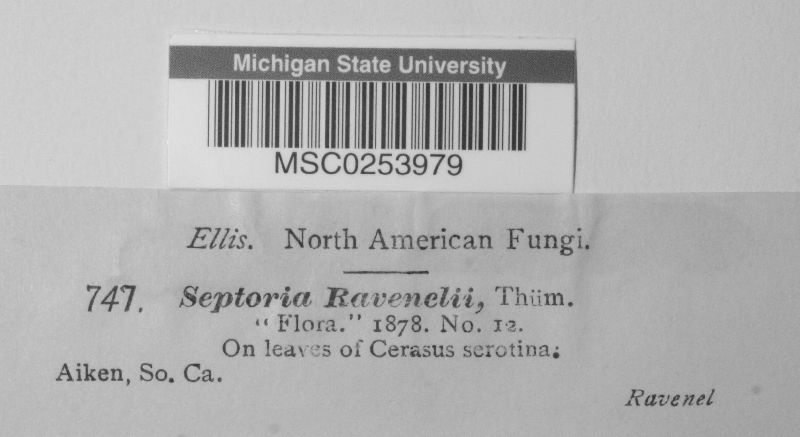 Michigan State University
MSC0253979
Ellis. North American Fungi.
747. Septoria Ravenelii, Thüm.
“Flora.” 1878. No. 12.
On leaves of Cerasus serotina;
Aiken, So. Ca.
Ravenel